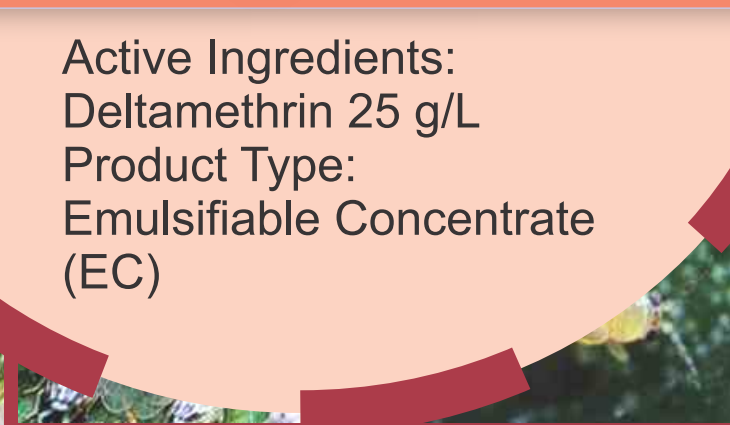 Active Ingredients:
Deltamethrin 25 g/L
Product Type:
Emulsifiable Concentrate
(EC)